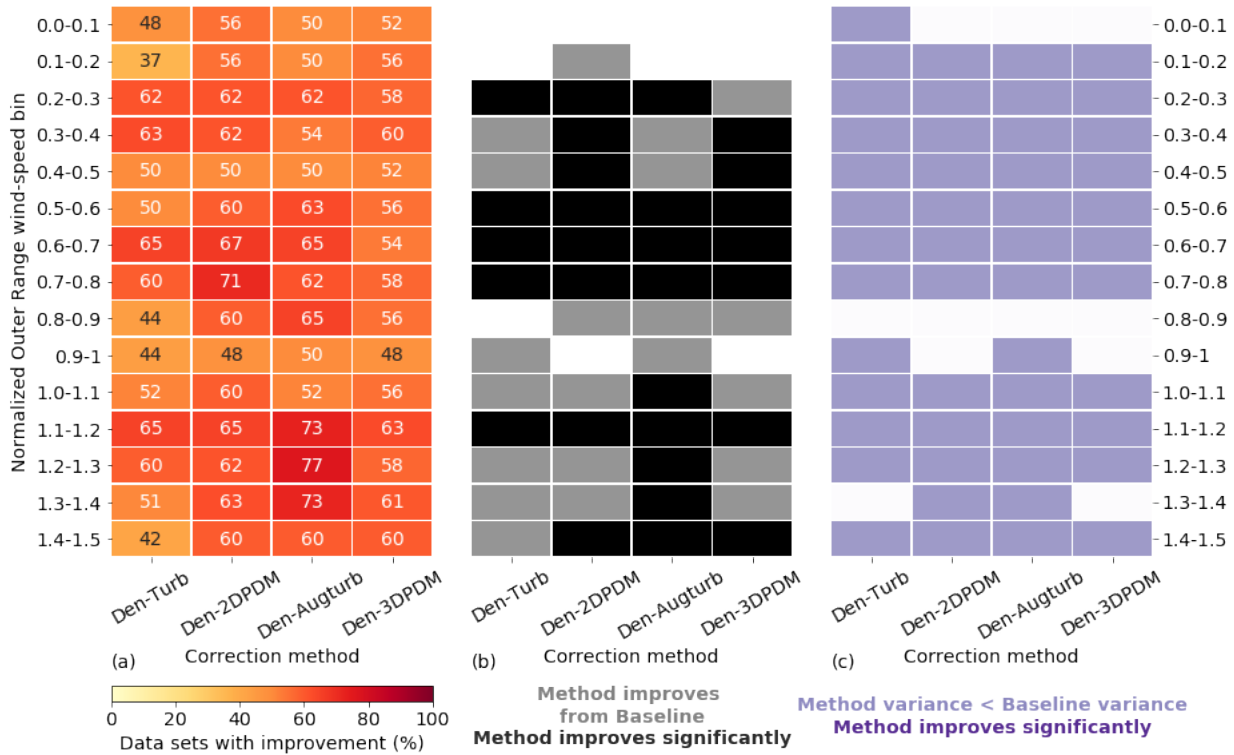 Normalized Outer Range wind-speed bin
0.0-0.1 48 56 50 52 0.0-0.1
0.1-0.2 37 56 50 56 0.1-0.2
0.2-0.3 62 62 62 58 0.2-0.3
0.3-0.4 63 62 54 60 0.3-0.4
0.4-0.5 50 50 50 52 0.4-0.5
0.5-0.6 50 60 63 56 0.5-0.6
0.6-0.7 65 67 65 54 0.6-0.7
0.7-0.8 60 71 62 58 0.7-0.8
0.8-0.9 44 60 65 56 0.8-0.9
0.9-1 44 48 50 48 0.9-1
1.0-1.1 52 60 52 56 1.0-1.1
1.1-1.2 65 65 73 63 1.1-1.2
1.2-1.3 60 62 77 58 1.2-1.3
1.3-1.4 51 63 73 61 1.3-1.4
1.4-1.5 42 60 60 60 1.4-1.5
Den-Turb Den-2DPDM Den-Augturb Den-3DPDM Den-Turb Den-2DPDM Den-Augturb Den-3DPDM Den-Turb Den-2DPDM Den-Augturb Den-3DPDM
(a) Correction method (b) Correction method (c) Correction method
0 20 40 60 80 100
Data sets with improvement (%)
Method improves
from Baseline
Method improves significantly
Method variance < Baseline variance
Method improves significantly